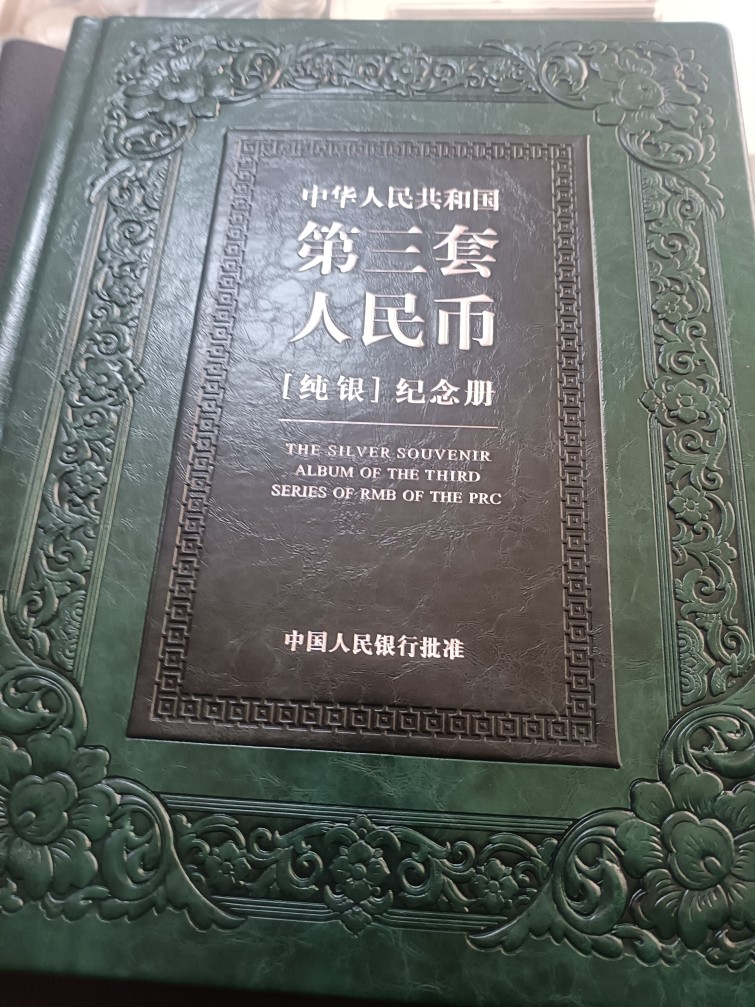 中华人民共和国
第三套
人民币
[纯银]纪念册
THE SILVER SOUVENIR
ALBUM OF THE THIRD
SERIES OF RMB OF THE PRC
中国人民银行批准